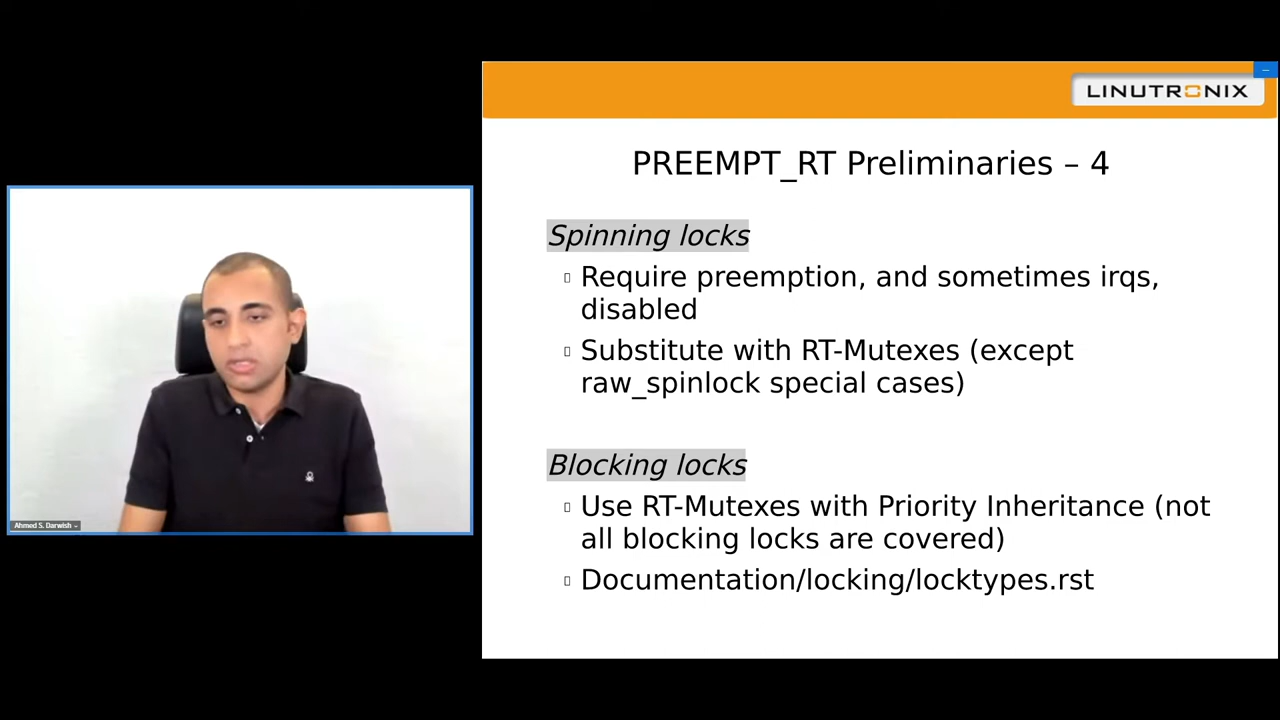 LINUTRONIX
PREEMPT_RT Preliminaries – 4
Spinning locks
Require preemption, and sometimes irqs,
disabled
Substitute with RT-Mutexes (except
raw_spinlock special cases)
Blocking locks
Use RT-Mutexes with Priority Inheritance (not
all blocking locks are covered)
Documentation/locking/locktypes.rst
Ahmed S. Darwish